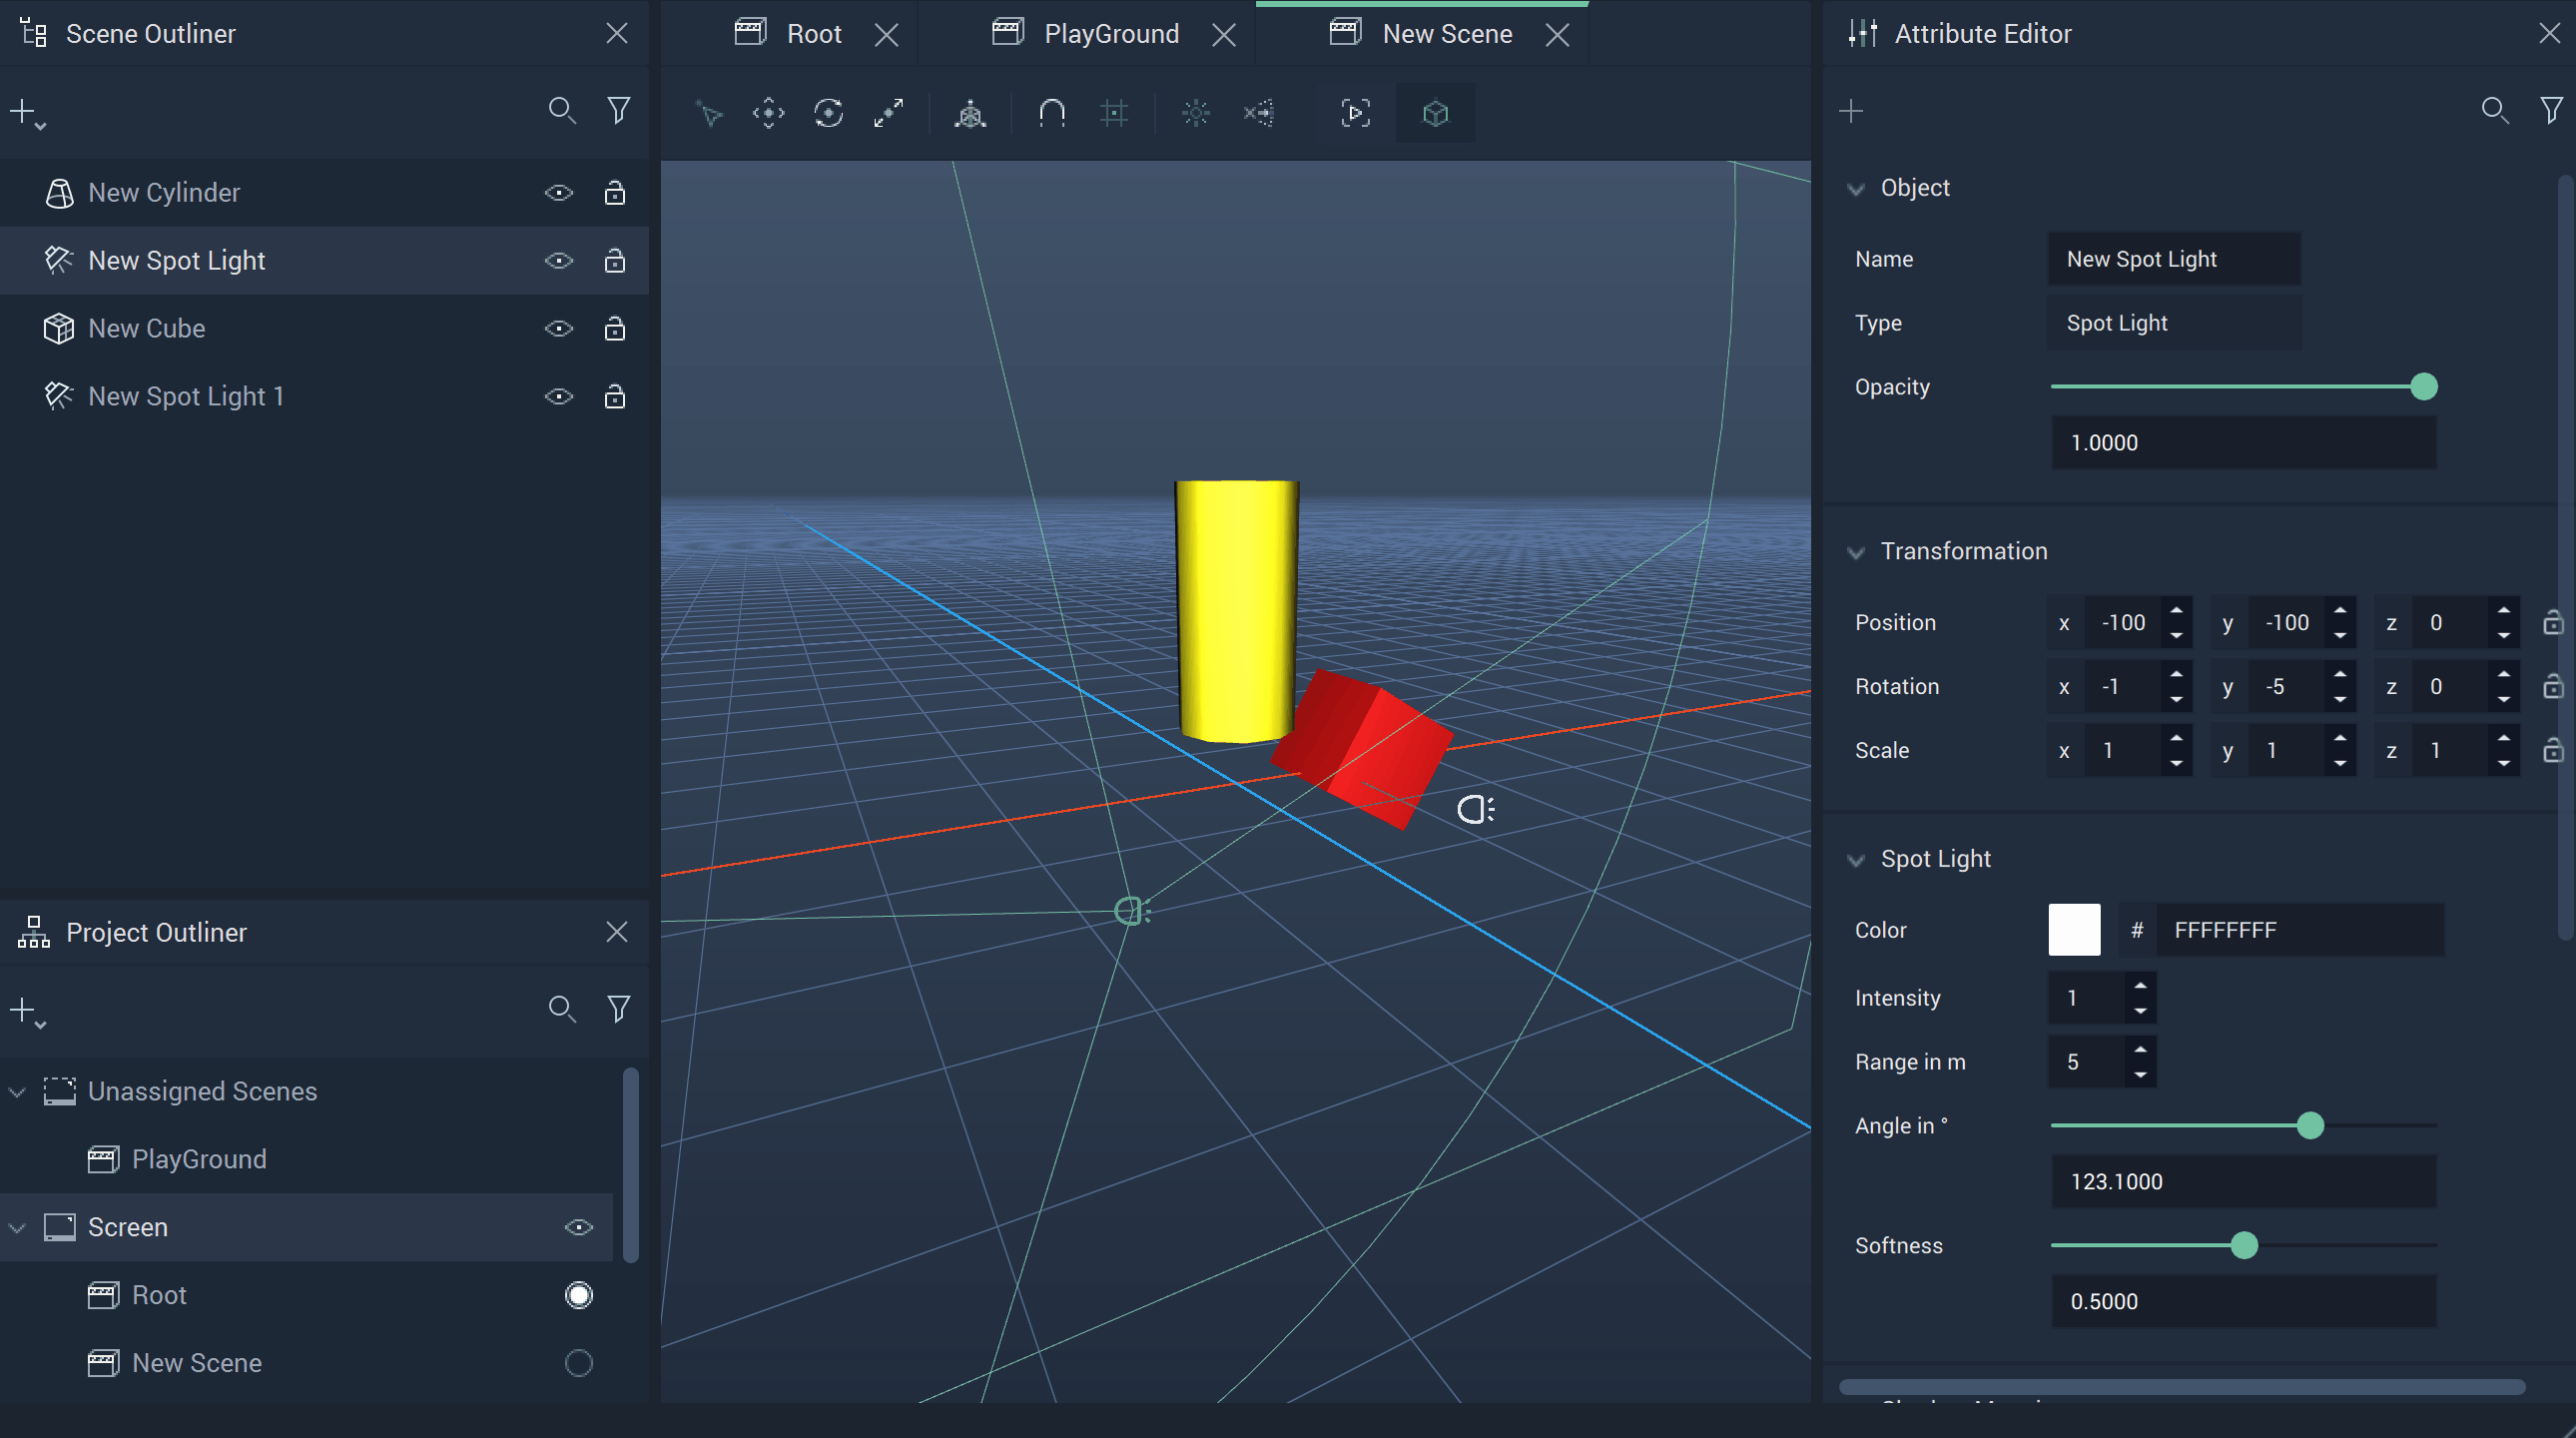 Scene Outliner
New Cylinder
New Spot Light
New Cube
New Spot Light 1
Project Outliner
Unassigned Scenes
PlayGround
Screen
Root
New Scene
Root
PlayGround
New Scene
Attribute Editor
Object
Name New Spot Light
Type Spot Light
Opacity
1.0000
Transformation
Position x -100 y -100 z 0
Rotation x -1 y -5 z 0
Scale x 1 y 1 z 1
Spot Light
Color # FFFFFFFF
Intensity 1
Range in m 5
Angle in °
123.1000
Softness
0.5000